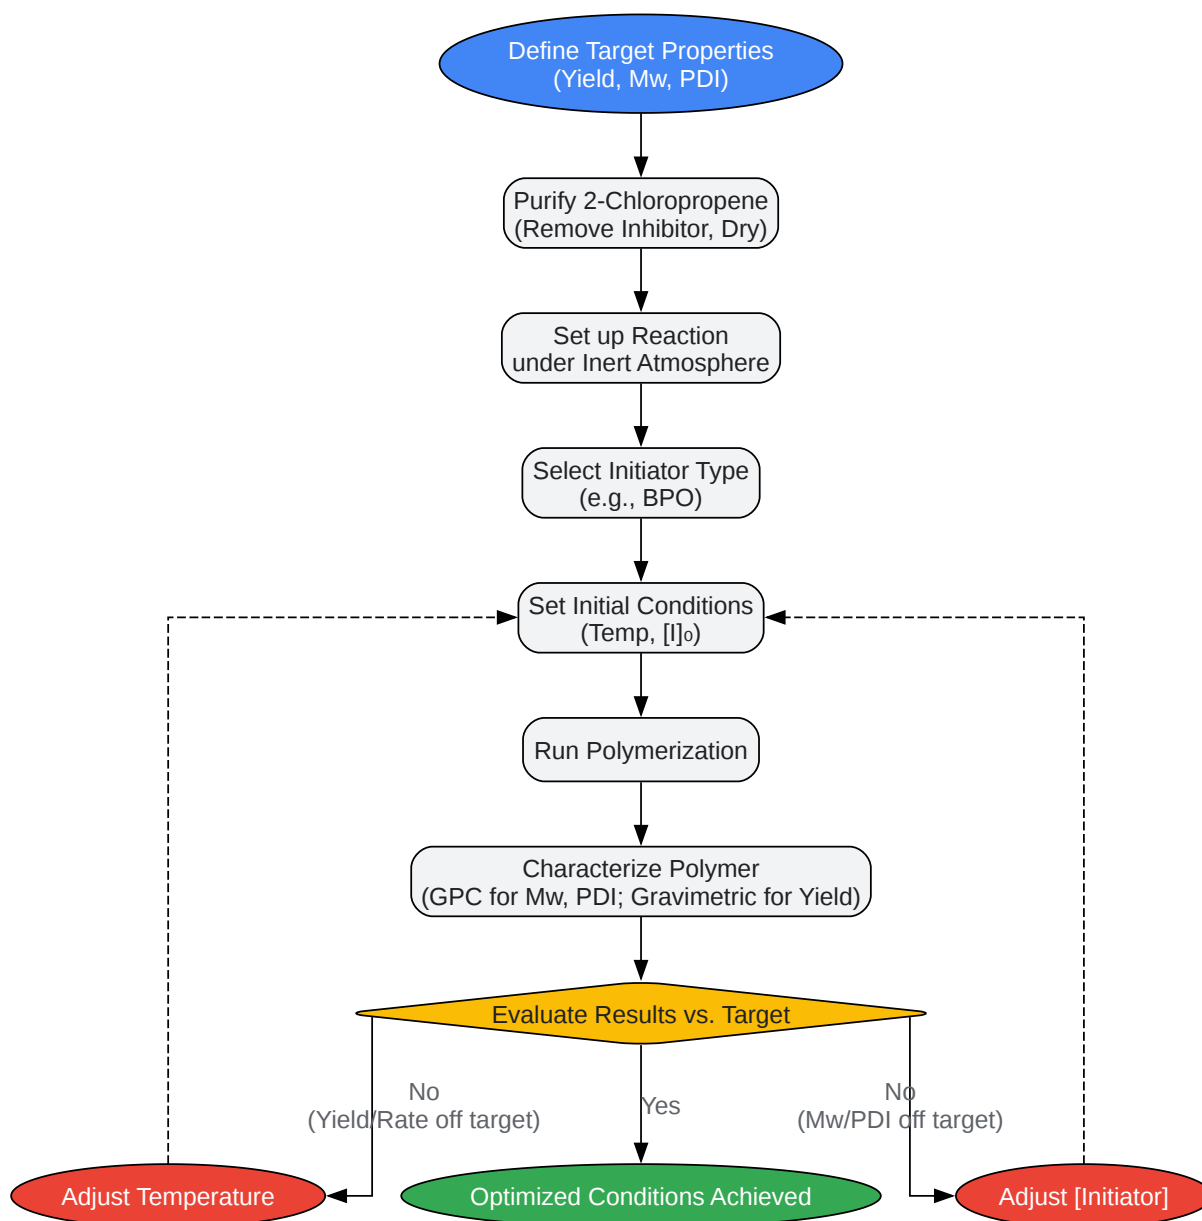 Define Target Properties
(Yield, Mw, PDI)
Purify 2-Chloropropene
(Remove Inhibitor, Dry)
Set up Reaction
under Inert Atmosphere
Select Initiator Type
(e.g., BPO)
Set Initial Conditions
(Temp, [I]₀)
Run Polymerization
Characterize Polymer
(GPC for Mw, PDI; Gravimetric for Yield)
Evaluate Results vs. Target
No
(Yield/Rate off target)
Yes
No
(Mw/PDI off target)
Adjust Temperature
Optimized Conditions Achieved
Adjust [Initiator]